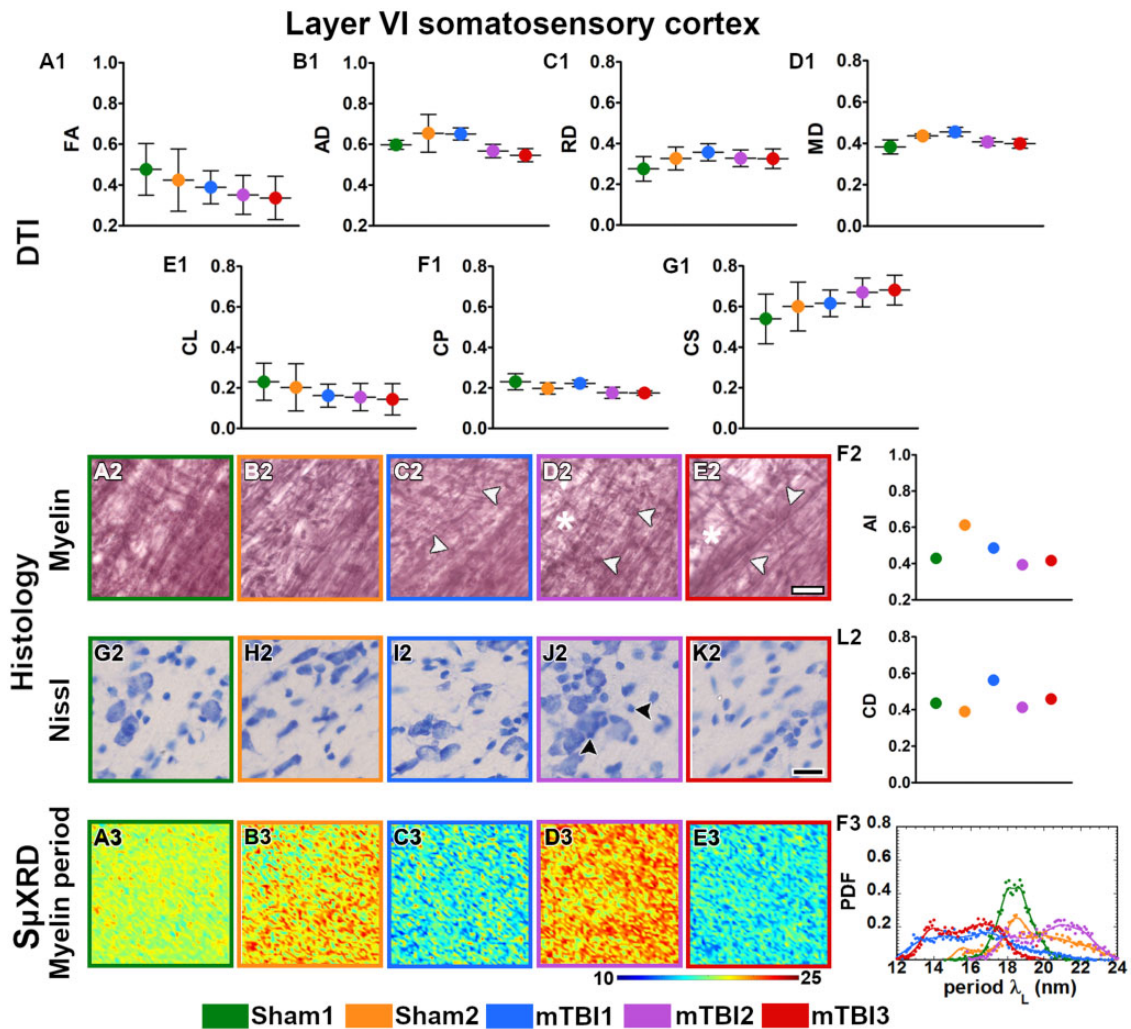 Layer VI somatosensory cortex
A1
B1
C1
D1
FA
1.0
0.8
0.6
0.4
0.2
AD
1.0
0.8
0.6
0.4
0.2
RD
0.8
0.6
0.4
0.2
0.0
MD
0.8
0.6
0.4
0.2
0.0
DTI
E1
F1
G1
CL
0.8
0.6
0.4
0.2
0.0
CP
0.8
0.6
0.4
0.2
0.0
CS
0.8
0.6
0.4
0.2
0.0
Histology
Myelin
A2
B2
C2
D2
*
E2
*
F2
AI
1.0
0.8
0.6
0.4
0.2
Nissl
G2
H2
I2
J2
K2
L2
CD
0.8
0.6
0.4
0.2
0.0
SμXRD
Myelin period
A3
B3
C3
D3
E3
10
25
F3
PDF
0.8
0.6
0.4
0.2
12 14 16 18 20 22 24
period λL (nm)
Sham1 Sham2 mTBI1 mTBI2 mTBI3